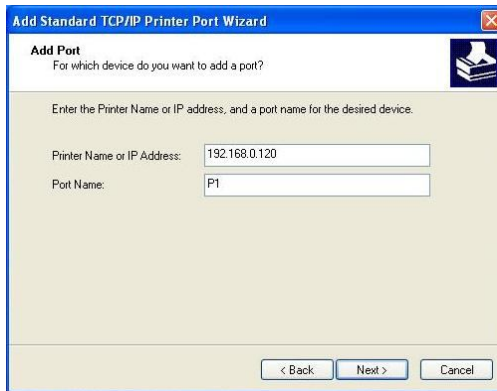 Add Standard TCP/IP Printer Port Wizard
Add Port
For which device do you want to add a port?
Enter the Printer Name or IP address, and a port name for the desired device.
Printer Name or IP Address: 192.168.0.120
Port Name: P1
< Back Next > Cancel